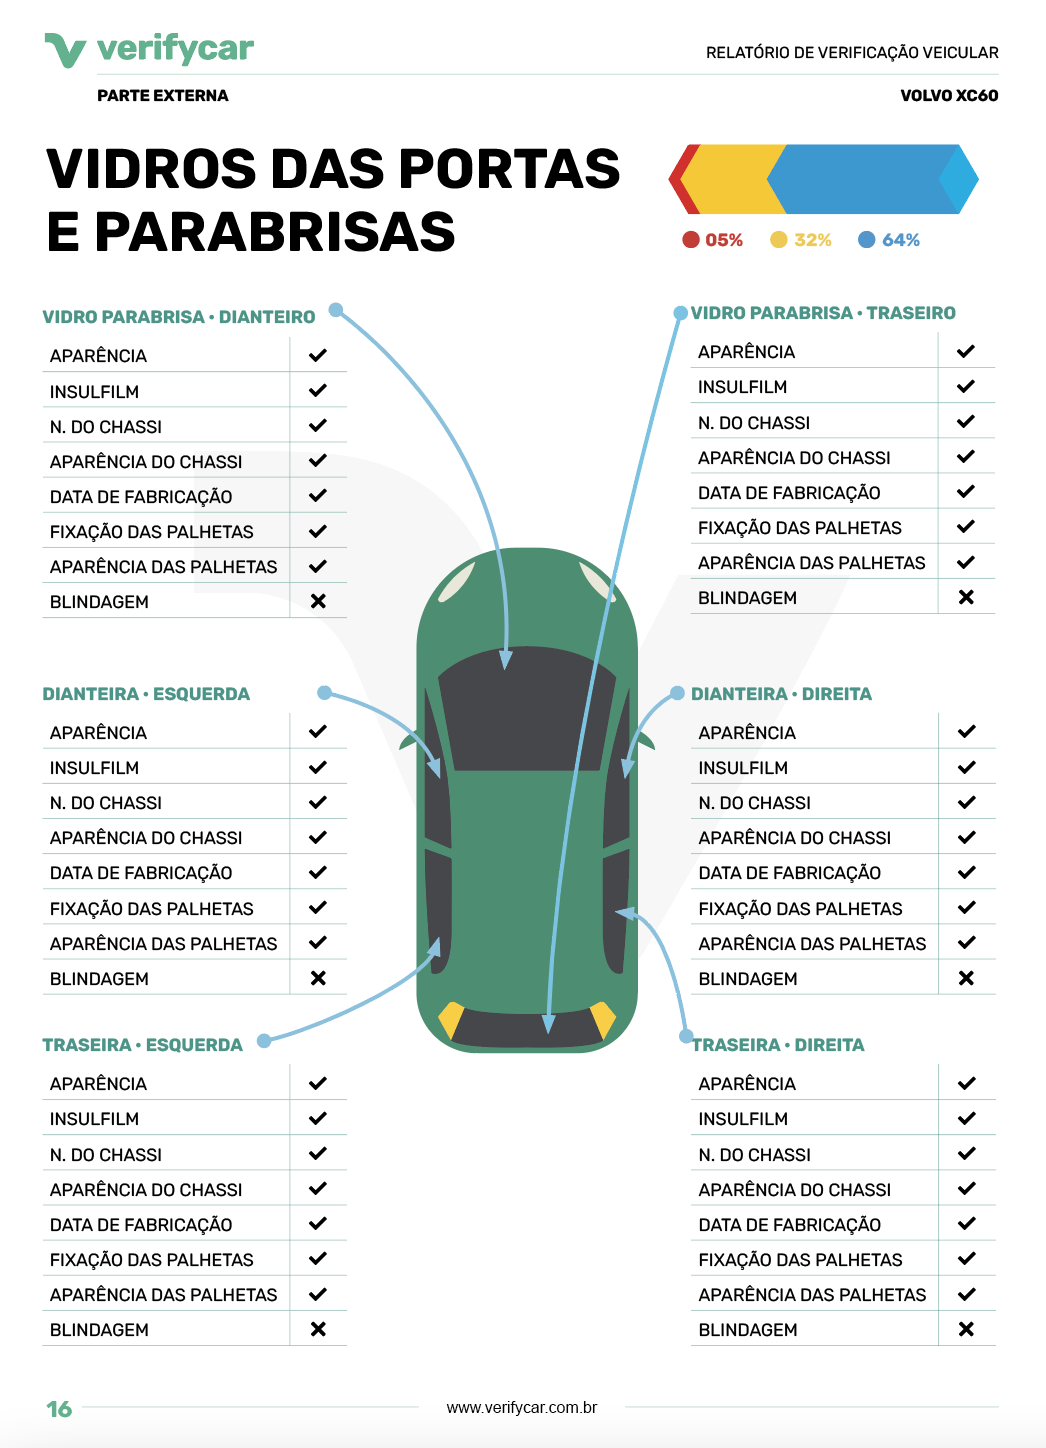 verifycar
RELATÓRIO DE VERIFICAÇÃO VEICULAR
PARTE EXTERNA
VOLVO XC60
VIDROS DAS PORTAS
E PARABRISAS
05% 32% 64%
VIDRO PARABRISA • DIANTEIRO
APARÊNCIA ✔
INSULFILM ✔
N. DO CHASSI ✔
APARÊNCIA DO CHASSI ✔
DATA DE FABRICAÇÃO ✔
FIXAÇÃO DAS PALHETAS ✔
APARÊNCIA DAS PALHETAS ✔
BLINDAGEM ✖
VIDRO PARABRISA • TRASEIRO
APARÊNCIA ✔
INSULFILM ✔
N. DO CHASSI ✔
APARÊNCIA DO CHASSI ✔
DATA DE FABRICAÇÃO ✔
FIXAÇÃO DAS PALHETAS ✔
APARÊNCIA DAS PALHETAS ✔
BLINDAGEM ✖
DIANTEIRA • ESQUERDA
APARÊNCIA ✔
INSULFILM ✔
N. DO CHASSI ✔
APARÊNCIA DO CHASSI ✔
DATA DE FABRICAÇÃO ✔
FIXAÇÃO DAS PALHETAS ✔
APARÊNCIA DAS PALHETAS ✔
BLINDAGEM ✖
DIANTEIRA • DIREITA
APARÊNCIA ✔
INSULFILM ✔
N. DO CHASSI ✔
APARÊNCIA DO CHASSI ✔
DATA DE FABRICAÇÃO ✔
FIXAÇÃO DAS PALHETAS ✔
APARÊNCIA DAS PALHETAS ✔
BLINDAGEM ✖
TRASEIRA • ESQUERDA
APARÊNCIA ✔
INSULFILM ✔
N. DO CHASSI ✔
APARÊNCIA DO CHASSI ✔
DATA DE FABRICAÇÃO ✔
FIXAÇÃO DAS PALHETAS ✔
APARÊNCIA DAS PALHETAS ✔
BLINDAGEM ✖
TRASEIRA • DIREITA
APARÊNCIA ✔
INSULFILM ✔
N. DO CHASSI ✔
APARÊNCIA DO CHASSI ✔
DATA DE FABRICAÇÃO ✔
FIXAÇÃO DAS PALHETAS ✔
APARÊNCIA DAS PALHETAS ✔
BLINDAGEM ✖
16
www.verifycar.com.br